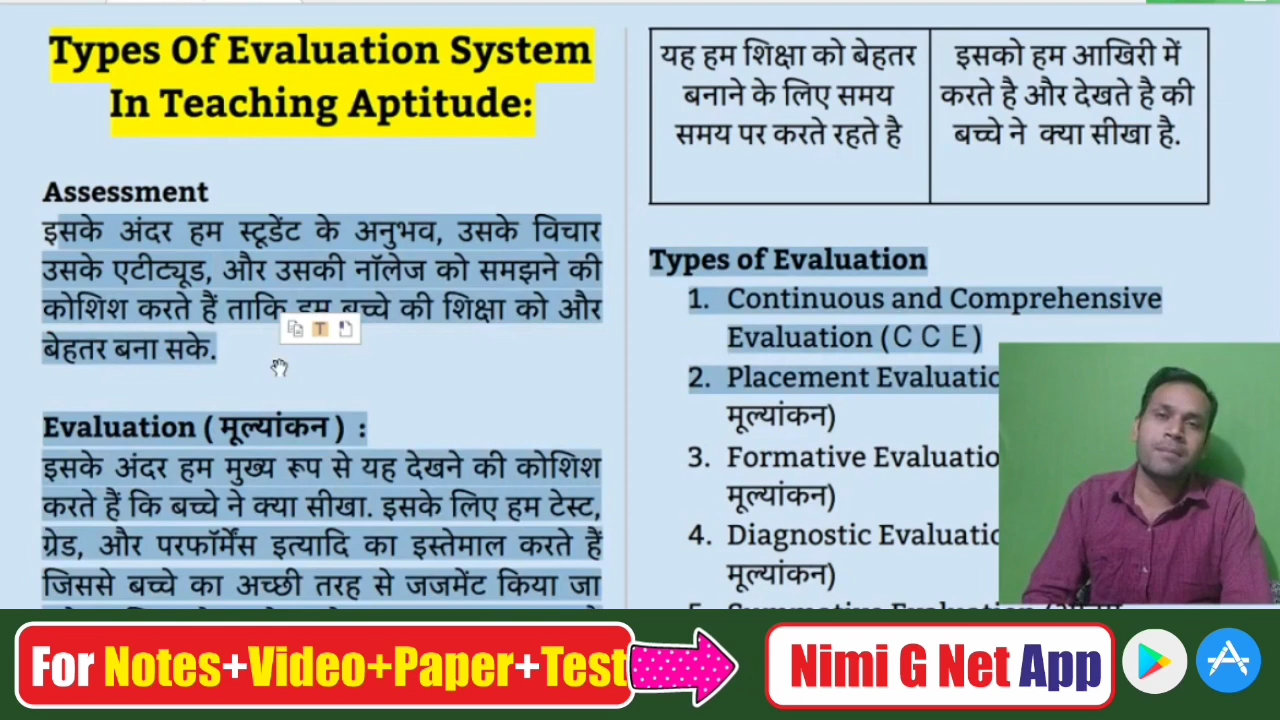 Types Of Evaluation System
In Teaching Aptitude:
Assessment
इसके अंदर हम स्टूडेंट के अनुभव, उसके विचार
उसके एटीट्यूड, और उसकी नॉलेज को समझने की
कोशिश करते हैं ताकि हम बच्चे की शिक्षा को और
बेहतर बना सके.
Evaluation ( मूल्यांकन ) :
इसके अंदर हम मुख्य रूप से यह देखने की कोशिश
करते हैं कि बच्चे ने क्या सीखा. इसके लिए हम टेस्ट,
ग्रेड, और परफॉर्मेंस इत्यादि का इस्तेमाल करते हैं
जिससे बच्चे का अच्छी तरह से जजमेंट किया जा
यह हम शिक्षा को बेहतर
बनाने के लिए समय
समय पर करते रहते है
इसको हम आखिरी में
करते है और देखते है की
बच्चे ने क्या सीखा है.
Types of Evaluation
1. Continuous and Comprehensive
Evaluation ( C C E )
2. Placement Evaluatio
मूल्यांकन)
3. Formative Evaluatio
मूल्यांकन)
4. Diagnostic Evaluatio
मूल्यांकन)
5. Summative Evaluation
For Notes+Video+Paper+Test
Nimi G Net App